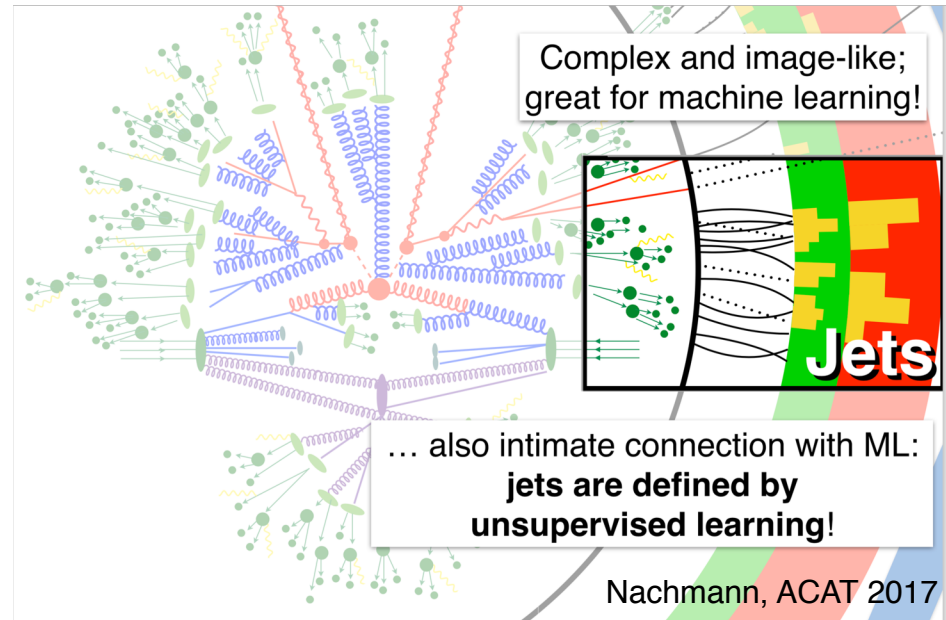 Complex and image-like;
great for machine learning!
Jets
… also intimate connection with ML:
jets are defined by
unsupervised learning!
Nachmann, ACAT 2017